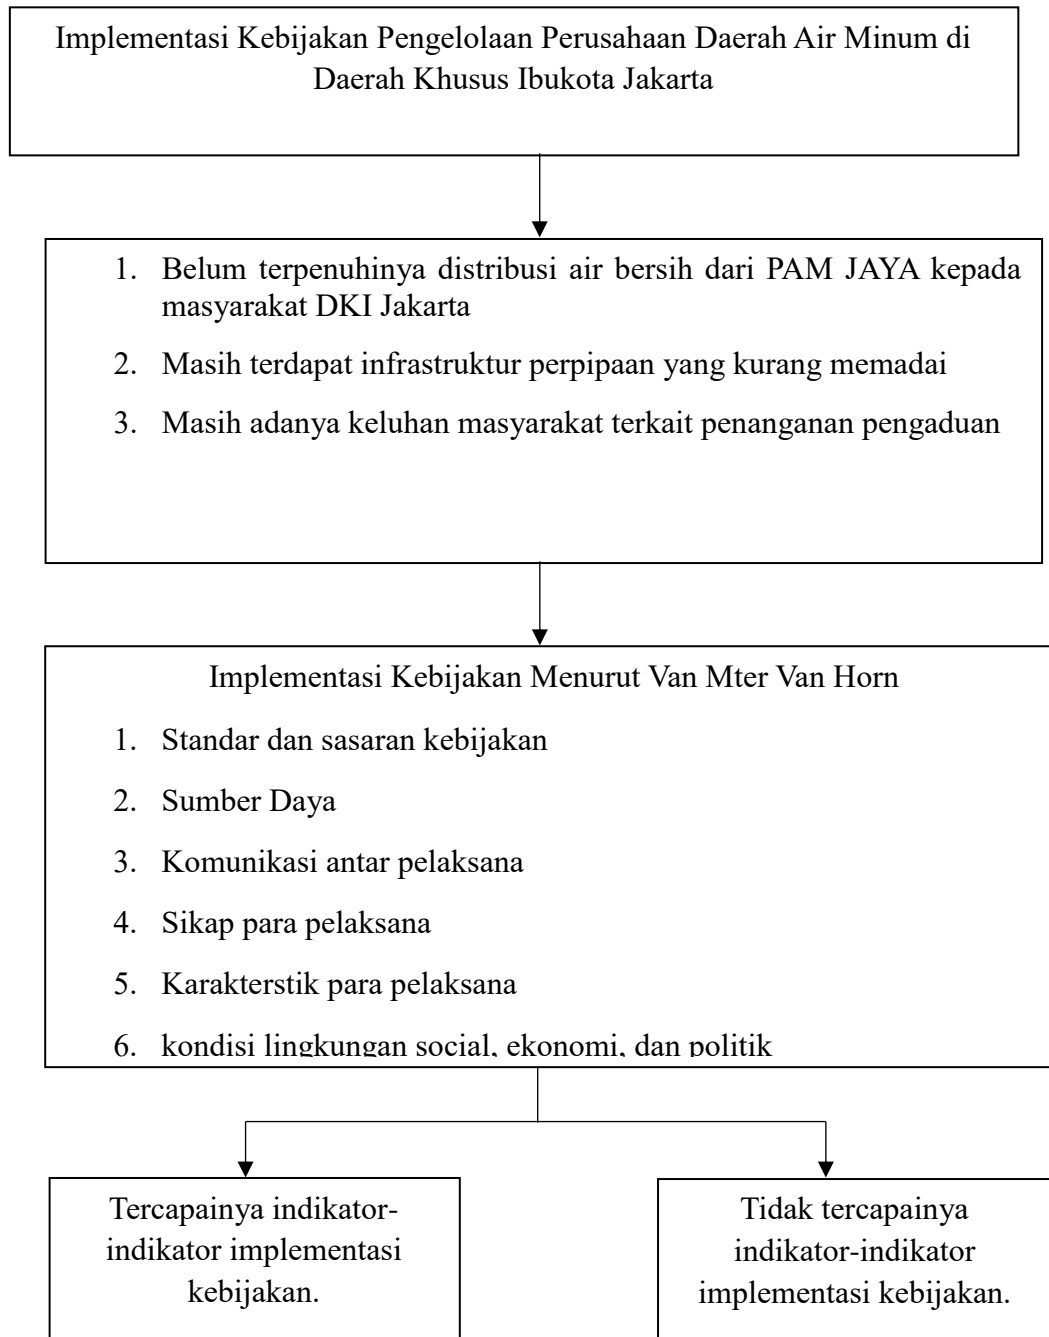 Implementasi Kebijakan Pengelolaan Perusahaan Daerah Air Minum di
Daerah Khusus Ibukota Jakarta
1. Belum terpenuhinya distribusi air bersih dari PAM JAYA kepada
masyarakat DKI Jakarta
2. Masih terdapat infrastruktur perpipaan yang kurang memadai
3. Masih adanya keluhan masyarakat terkait penanganan pengaduan
Implementasi Kebijakan Menurut Van Mter Van Horn
1. Standar dan sasaran kebijakan
2. Sumber Daya
3. Komunikasi antar pelaksana
4. Sikap para pelaksana
5. Karakterstik para pelaksana
6. kondisi lingkungan social, ekonomi, dan politik
Tercapainya indikator-
indikator implementasi
kebijakan.
Tidak tercapainya
indikator-indikator
implementasi kebijakan.